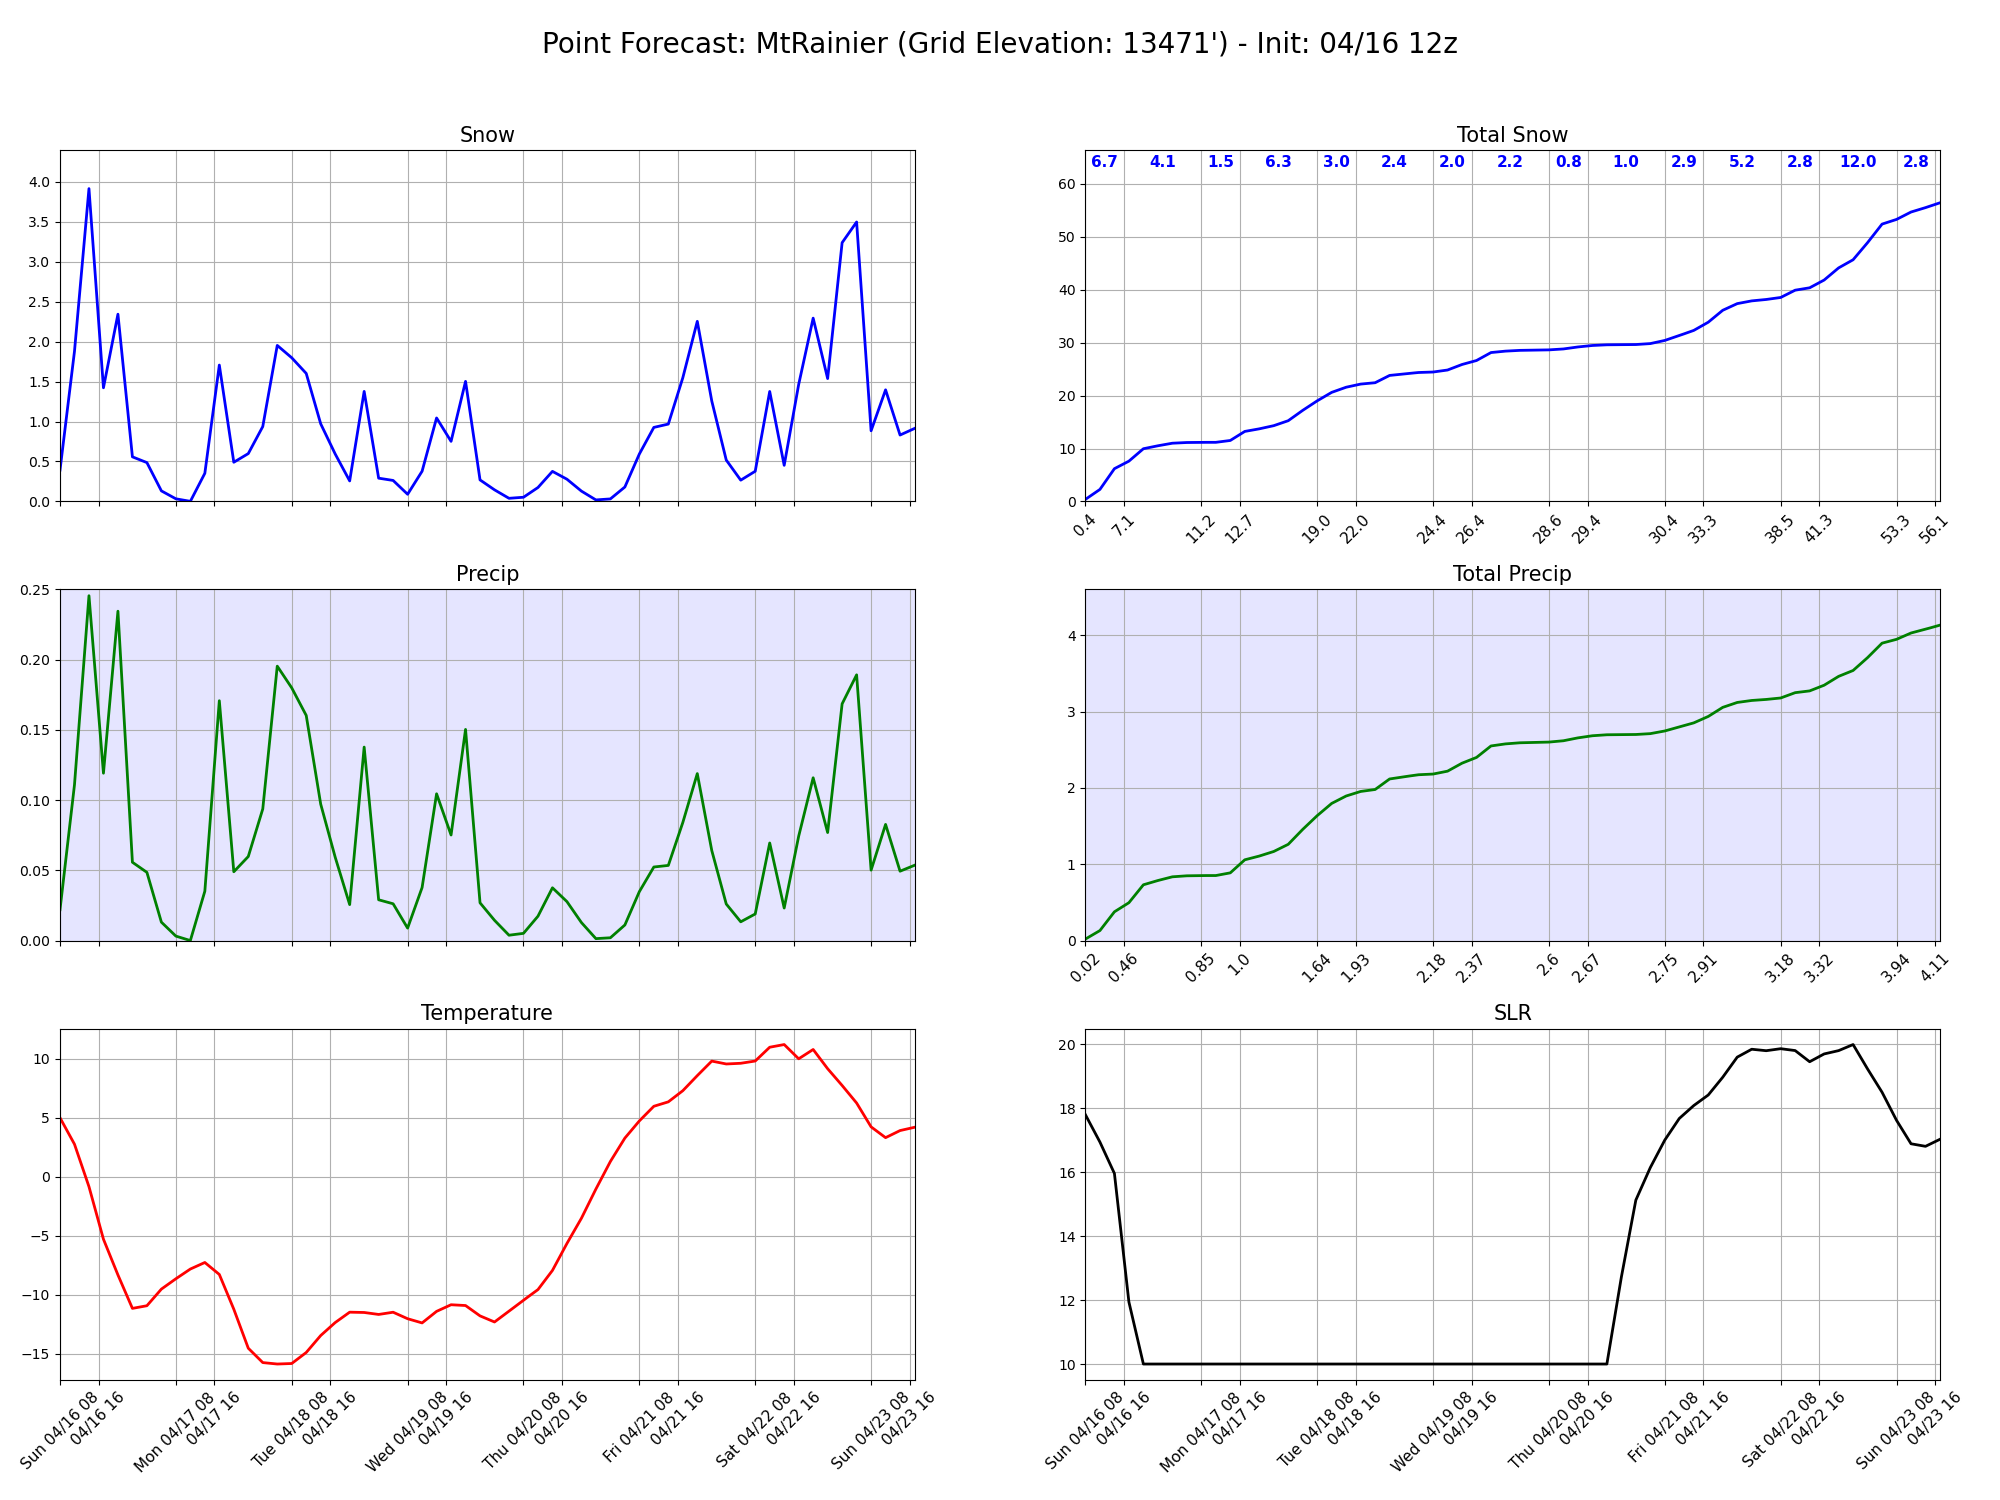 Point Forecast: MtRainier (Grid Elevation: 13471') - Init: 04/16 12z
Snow
4.0
3.5
3.0
2.5
2.0
1.5
1.0
0.5
0.0
Total Snow
6.7 4.1 1.5 6.3 3.0 2.4 2.0 2.2 0.8 1.0 2.9 5.2 2.8 12.0 2.8
60
50
40
30
20
10
0
0.4 7.1 11.2 12.7 19.0 22.0 24.4 26.4 28.6 29.4 30.4 33.3 38.5 41.3 53.3 56.1
Precip
0.25
0.20
0.15
0.10
0.05
0.00
Total Precip
4
3
2
1
0
0.02 0.46 0.85 1.0 1.64 1.93 2.18 2.37 2.6 2.67 2.75 2.91 3.18 3.32 3.94 4.11
Temperature
10
5
0
−5
−10
−15
Sun 04/16 08
04/16 16
Mon 04/17 08
04/17 16
Tue 04/18 08
04/18 16
Wed 04/19 08
04/19 16
Thu 04/20 08
04/20 16
Fri 04/21 08
04/21 16
Sat 04/22 08
04/22 16
Sun 04/23 08
04/23 16
SLR
20
18
16
14
12
10
Sun 04/16 08
04/16 16
Mon 04/17 08
04/17 16
Tue 04/18 08
04/18 16
Wed 04/19 08
04/19 16
Thu 04/20 08
04/20 16
Fri 04/21 08
04/21 16
Sat 04/22 08
04/22 16
Sun 04/23 08
04/23 16